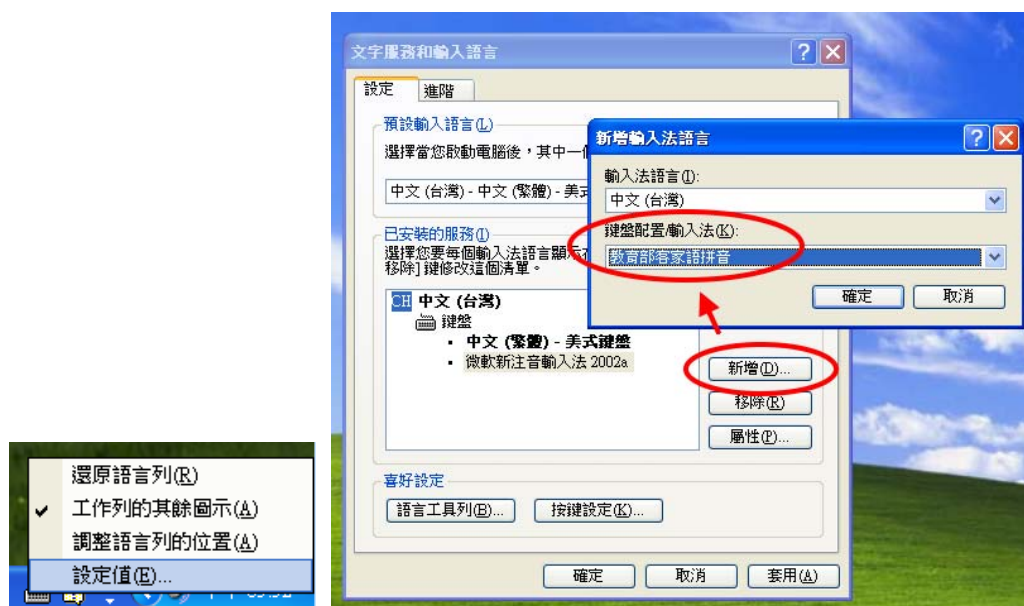 還原語言列(R)
工作列的其餘圖示(A)
調整語言列的位置(A)
設定值(E)...
文字服務和輸入語言
設定
進階
預設輸入語言(L)
選擇當您啟動電腦後，其中一
中文 (台灣) - 中文 (繁體) - 美式
已安裝的服務(I)
選擇您要每個輸入法語言顯示在
移除] 鍵修改這個清單。
CH 中文 (台灣)
鍵盤
• 中文 (繁體) - 美式鍵盤
• 微軟新注音輸入法 2002a
新增(D)...
移除(R)
屬性(P)...
喜好設定
語言工具列(B)...
按鍵設定(K)...
確定
取消
套用(A)
新增輸入法語言
輸入法語言(I):
中文 (台灣)
鍵盤配置/輸入法(K):
教育部客家語拼音
確定
取消